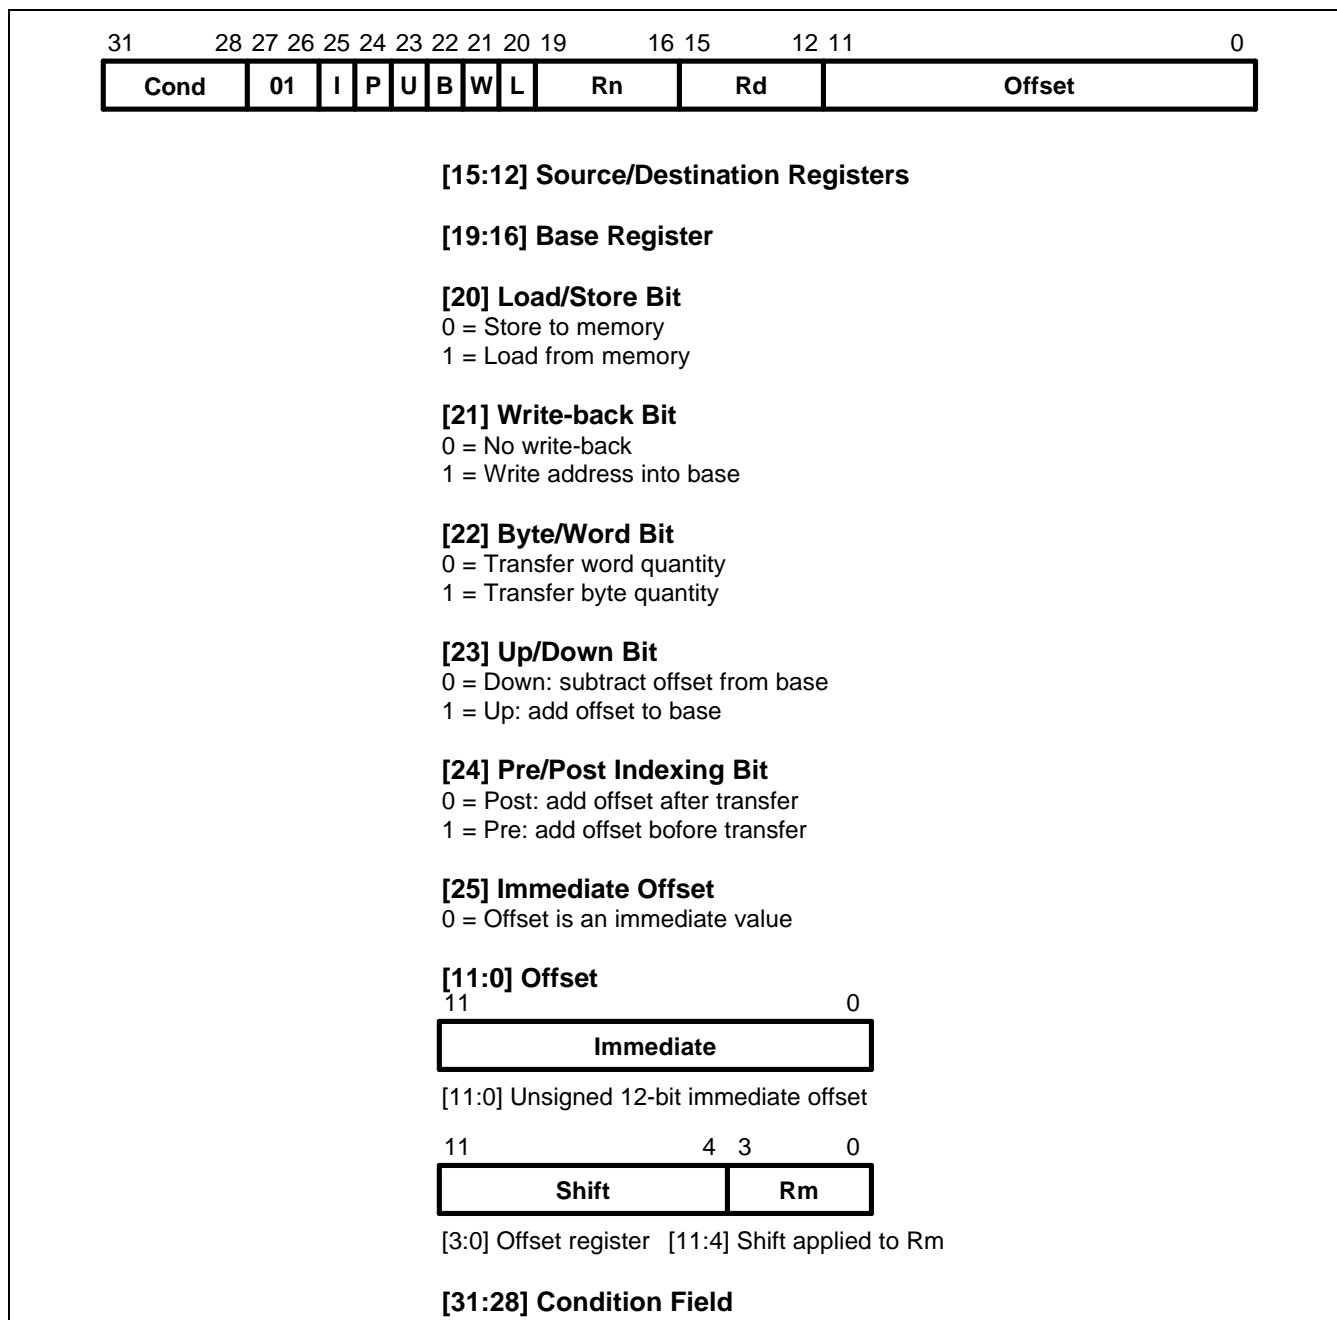 31 28 27 26 25 24 23 22 21 20 19 16 15 12 11 0
Cond 01 I P U B W L Rn Rd Offset
[15:12] Source/Destination Registers
[19:16] Base Register
[20] Load/Store Bit
0 = Store to memory
1 = Load from memory
[21] Write-back Bit
0 = No write-back
1 = Write address into base
[22] Byte/Word Bit
0 = Transfer word quantity
1 = Transfer byte quantity
[23] Up/Down Bit
0 = Down: subtract offset from base
1 = Up: add offset to base
[24] Pre/Post Indexing Bit
0 = Post: add offset after transfer
1 = Pre: add offset bofore transfer
[25] Immediate Offset
0 = Offset is an immediate value
[11:0] Offset
11 0
Immediate
[11:0] Unsigned 12-bit immediate offset
11 4 3 0
Shift Rm
[3:0] Offset register [11:4] Shift applied to Rm
[31:28] Condition Field